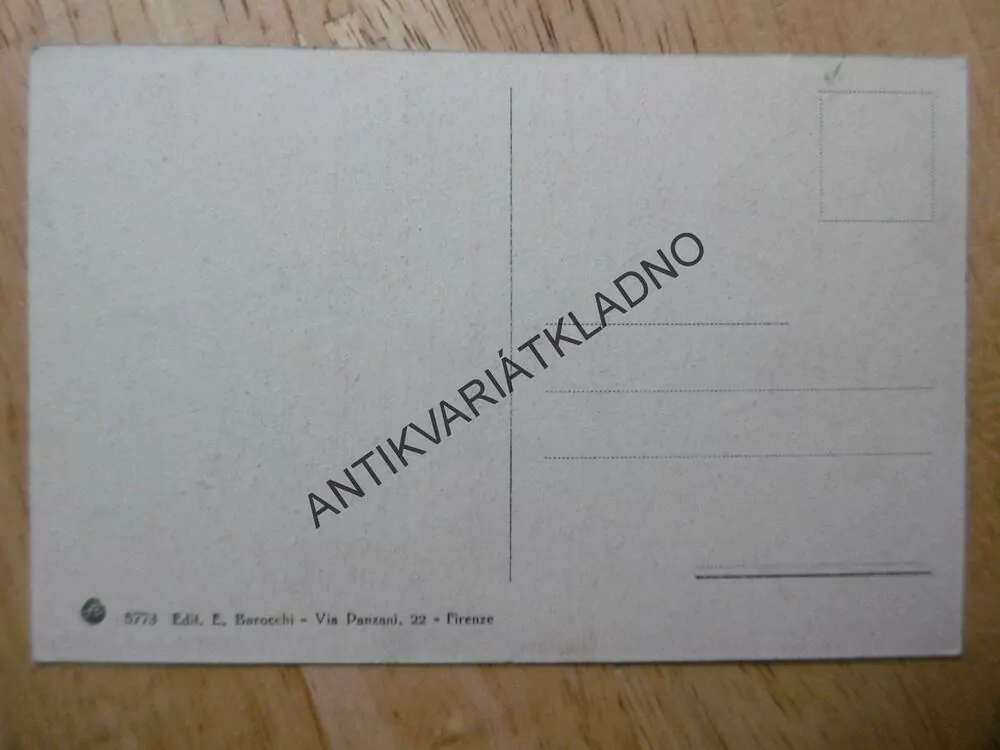 ANTIKVARIÁTKLADNO
5773 Edit. E. Barocchi - Via Panzani, 22 - Firenze